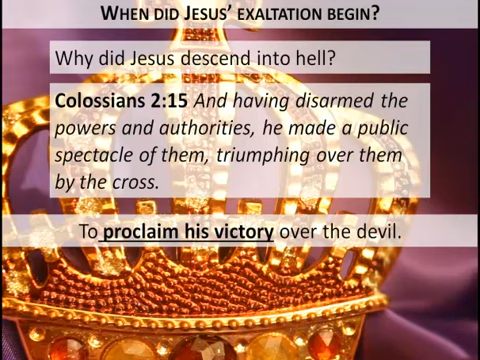 WHEN DID JESUS' EXALTATION BEGIN?
Why did Jesus descend into hell?
Colossians 2:15 And having disarmed the
powers and authorities, he made a public
spectacle of them, triumphing over them
by the cross.
To proclaim his victory over the devil.